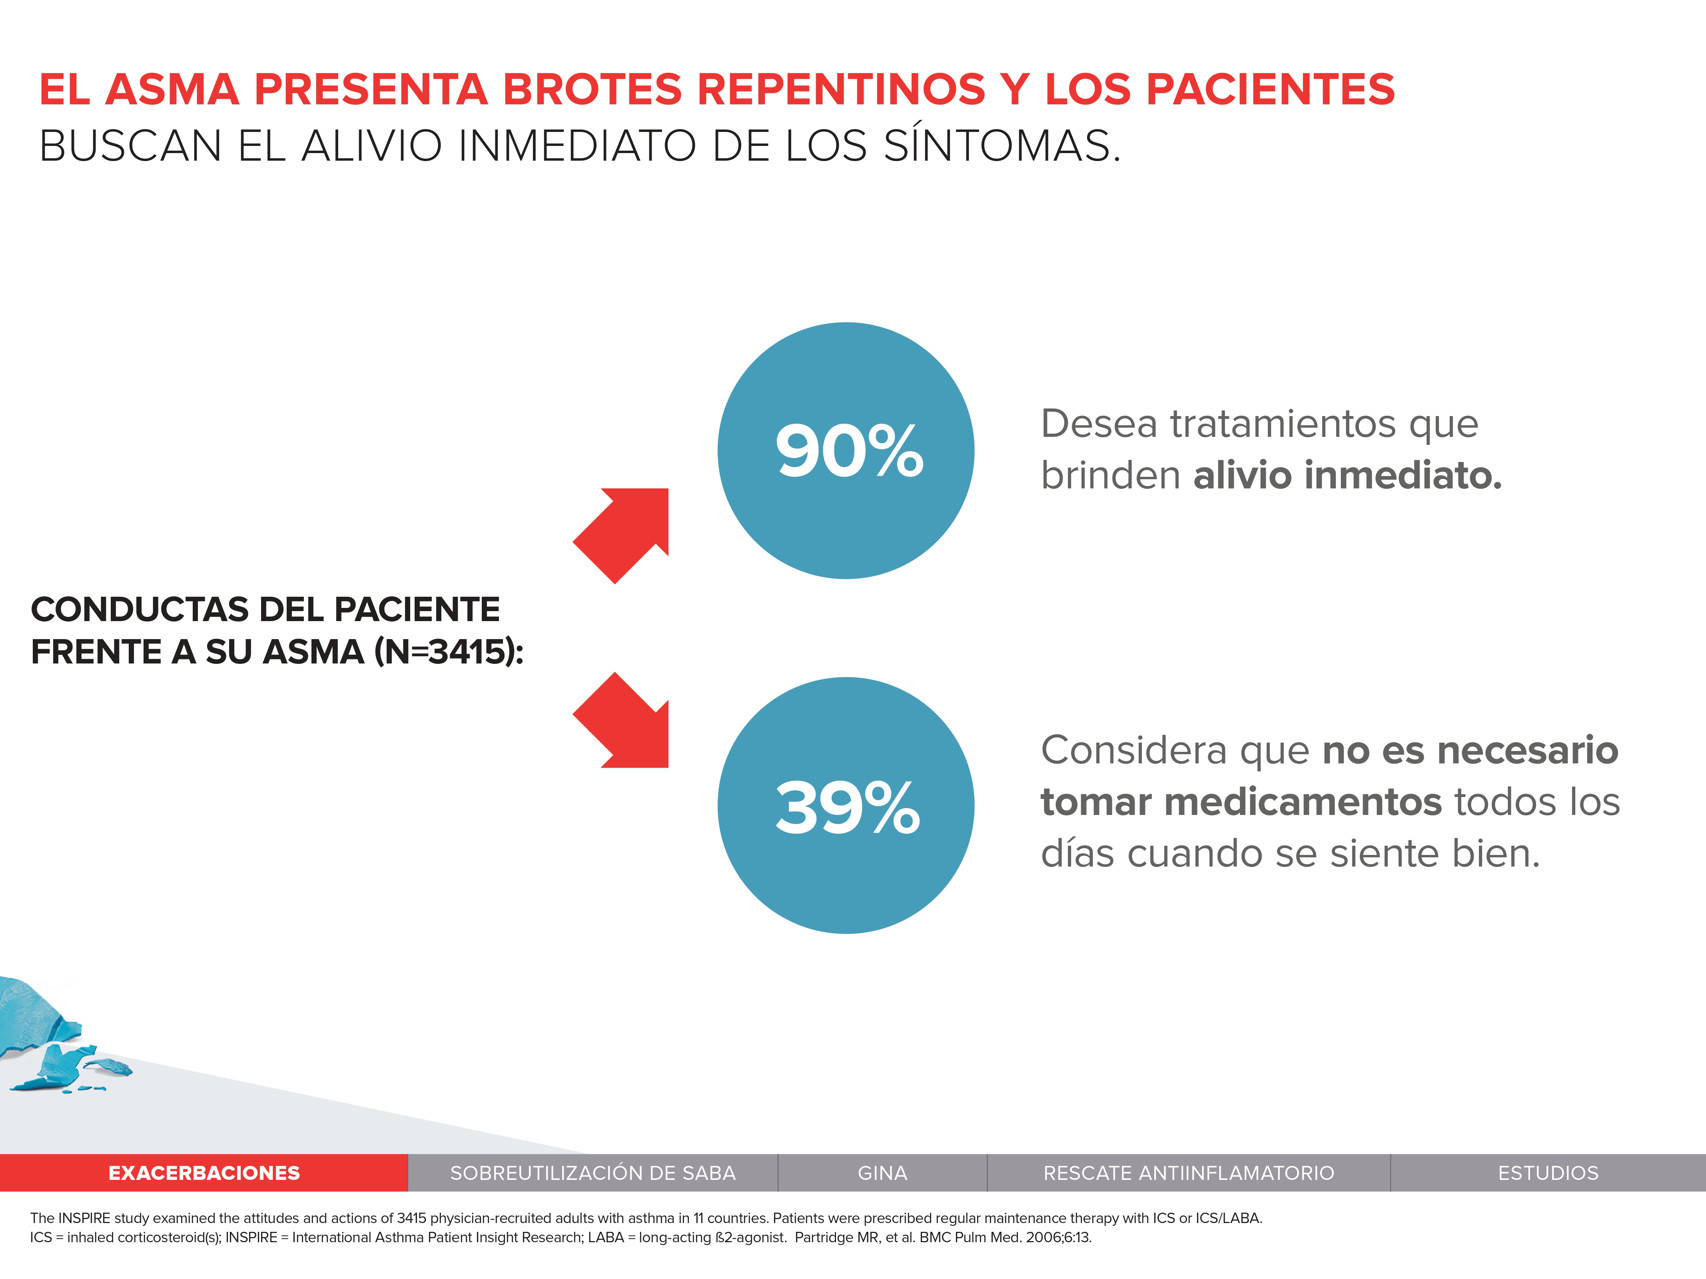 EL ASMA PRESENTA BROTES REPENTINOS Y LOS PACIENTES
BUSCAN EL ALIVIO INMEDIATO DE LOS SÍNTOMAS.
90%
Desea tratamientos que
brinden alivio inmediato.
CONDUCTAS DEL PACIENTE
FRENTE A SU ASMA (N=3415):
39%
Considera que no es necesario
tomar medicamentos todos los
días cuando se siente bien.
EXACERBACIONES
SOBREUTILIZACIÓN DE SABA
GINA
RESCATE ANTIINFLAMATORIO
ESTUDIOS
The INSPIRE study examined the attitudes and actions of 3415 physician-recruited adults with asthma in 11 countries. Patients were prescribed regular maintenance therapy with ICS or ICS/LABA.
ICS = inhaled corticosteroid(s); INSPIRE = International Asthma Patient Insight Research; LABA = long-acting ß2-agonist. Partridge MR, et al. BMC Pulm Med. 2006;6:13.